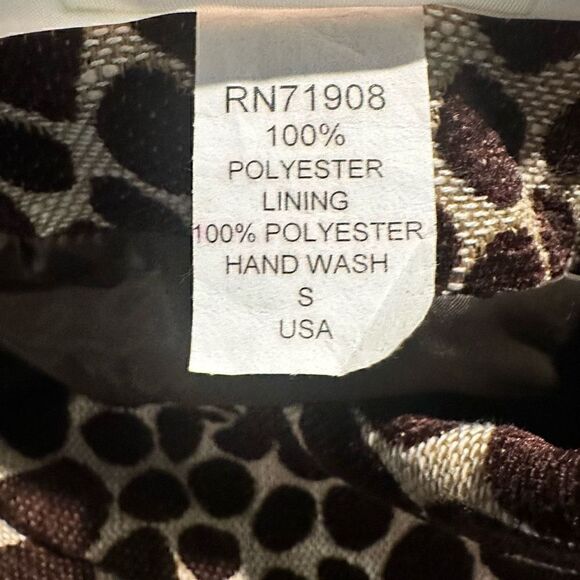 RN71908
100%
POLYESTER
LINING
100% POLYESTER
HAND WASH
S
USA